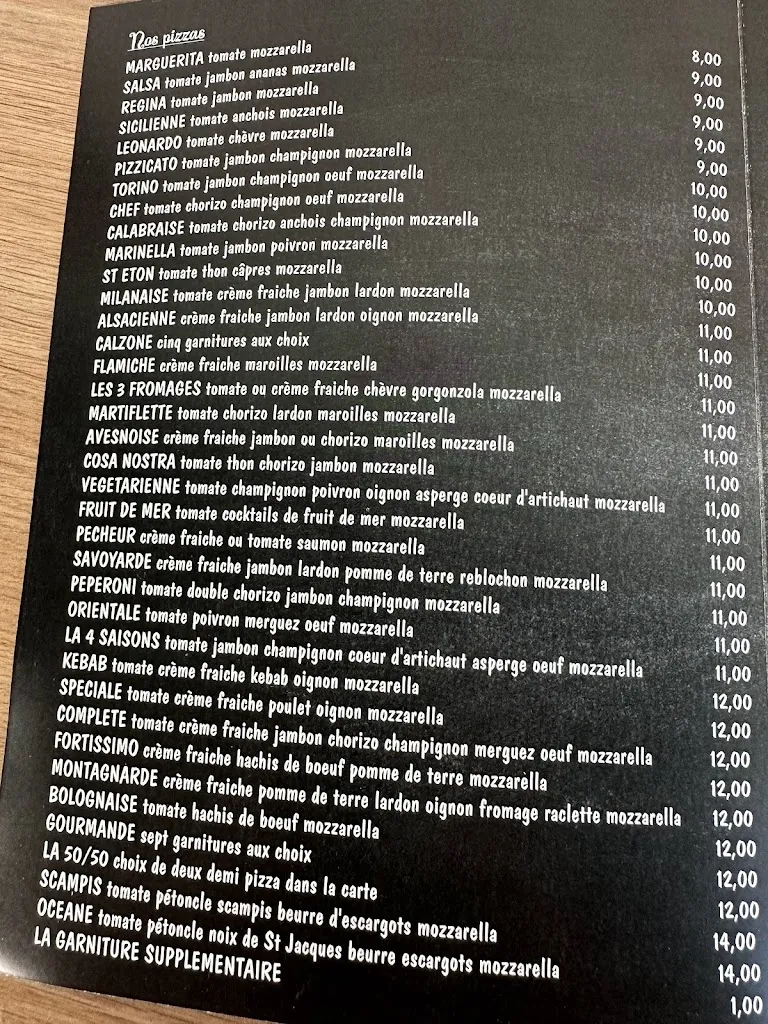 Nos pizzas
MARGUERITA tomate mozzarella 8,00
SALSA tomate jambon ananas mozzarella 9,00
REGINA tomate jambon mozzarella 9,00
SICILIENNE tomate anchois mozzarella 9,00
LEONARDO tomate chèvre mozzarella 9,00
PIZZICATO tomate jambon champignon mozzarella 9,00
TORINO tomate jambon champignon oeuf mozzarella 10,00
CHEF tomate chorizo champignon oeuf mozzarella 10,00
CALABRAISE tomate chorizo anchois champignon mozzarella 10,00
MARINELLA tomate jambon poivron mozzarella 10,00
ST ETON tomate thon câpres mozzarella 10,00
MILANAISE tomate crème fraiche jambon lardon mozzarella 10,00
ALSACIENNE crème fraiche jambon lardon oignon mozzarella 11,00
CALZONE cinq garnitures aux choix 11,00
FLAMICHE crème fraiche maroilles mozzarella 11,00
LES 3 FROMAGES tomate ou crème fraiche chèvre gorgonzola mozzarella 11,00
MARTIFLETTE tomate chorizo lardon maroilles mozzarella 11,00
AVESNOISE crème fraiche jambon ou chorizo maroilles mozzarella 11,00
COSA NOSTRA tomate thon chorizo jambon mozzarella 11,00
VEGETARIENNE tomate champignon poivron oignon asperge coeur d'artichaut mozzarella 11,00
FRUIT DE MER tomate cocktails de fruit de mer mozzarella 11,00
PECHEUR crème fraiche ou tomate saumon mozzarella 11,00
SAVOYARDE crème fraiche jambon lardon pomme de terre reblochon mozzarella 11,00
PEPERONI tomate double chorizo jambon champignon mozzarella 11,00
ORIENTALE tomate poivron merguez oeuf mozzarella 11,00
LA 4 SAISONS tomate jambon champignon coeur d'artichaut asperge oeuf mozzarella 11,00
KEBAB tomate crème fraiche kebab oignon mozzarella 12,00
SPECIALE tomate crème fraiche poulet oignon mozzarella 12,00
COMPLETE tomate crème fraiche jambon chorizo champignon merguez oeuf mozzarella 12,00
FORTISSIMO crème fraiche hachis de boeuf pomme de terre mozzarella 12,00
MONTAGNARDE crème fraiche pomme de terre lardon oignon fromage raclette mozzarella 12,00
BOLOGNAISE tomate hachis de boeuf mozzarella 12,00
GOURMANDE sept garnitures aux choix 12,00
LA 50/50 choix de deux demi pizza dans la carte 12,00
SCAMPIS tomate pétoncle scampis beurre d'escargots mozzarella 14,00
OCEANE tomate pétoncle noix de St Jacques beurre escargots mozzarella 14,00
LA GARNITURE SUPPLEMENTAIRE 1,00